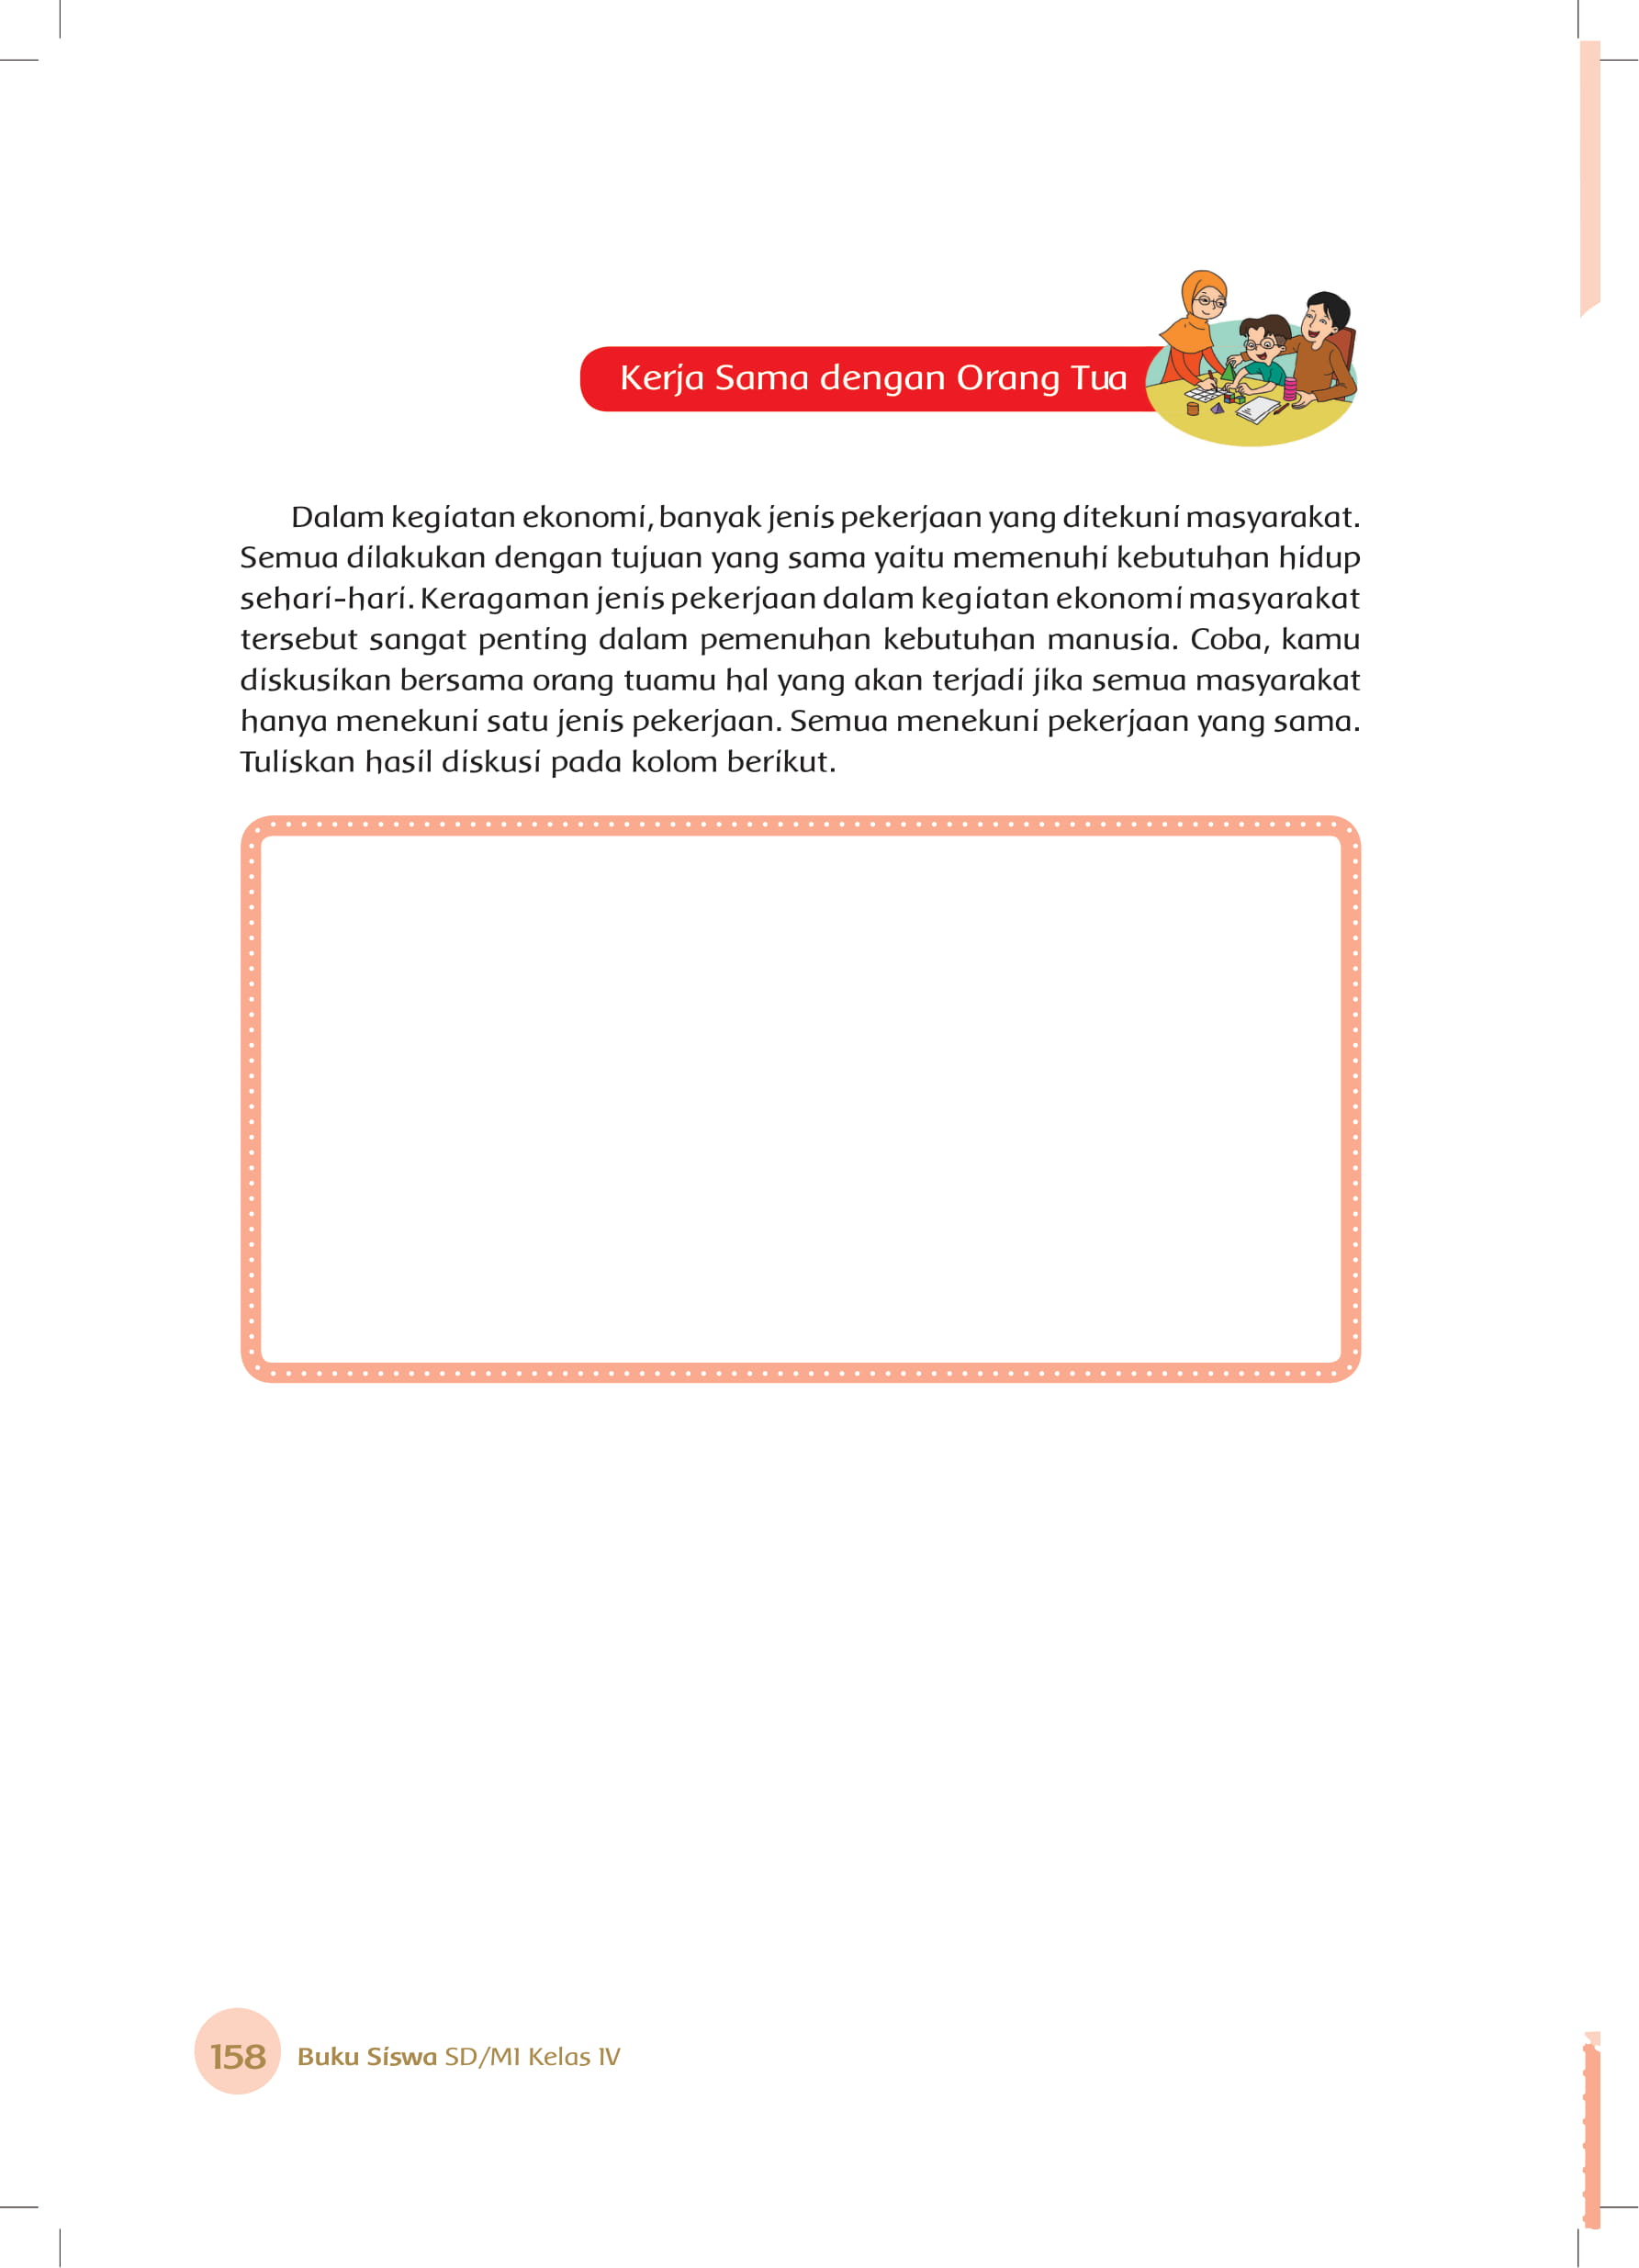 Kerja Sama dengan Orang Tua
Dalam kegiatan ekonomi, banyak jenis pekerjaan yang ditekuni masyarakat.
Semua dilakukan dengan tujuan yang sama yaitu memenuhi kebutuhan hidup
sehari-hari. Keragaman jenis pekerjaan dalam kegiatan ekonomi masyarakat
tersebut sangat penting dalam pemenuhan kebutuhan manusia. Coba, kamu
diskusikan bersama orang tuamu hal yang akan terjadi jika semua masyarakat
hanya menekuni satu jenis pekerjaan. Semua menekuni pekerjaan yang sama.
Tuliskan hasil diskusi pada kolom berikut.
158 Buku Siswa SD/MI Kelas IV